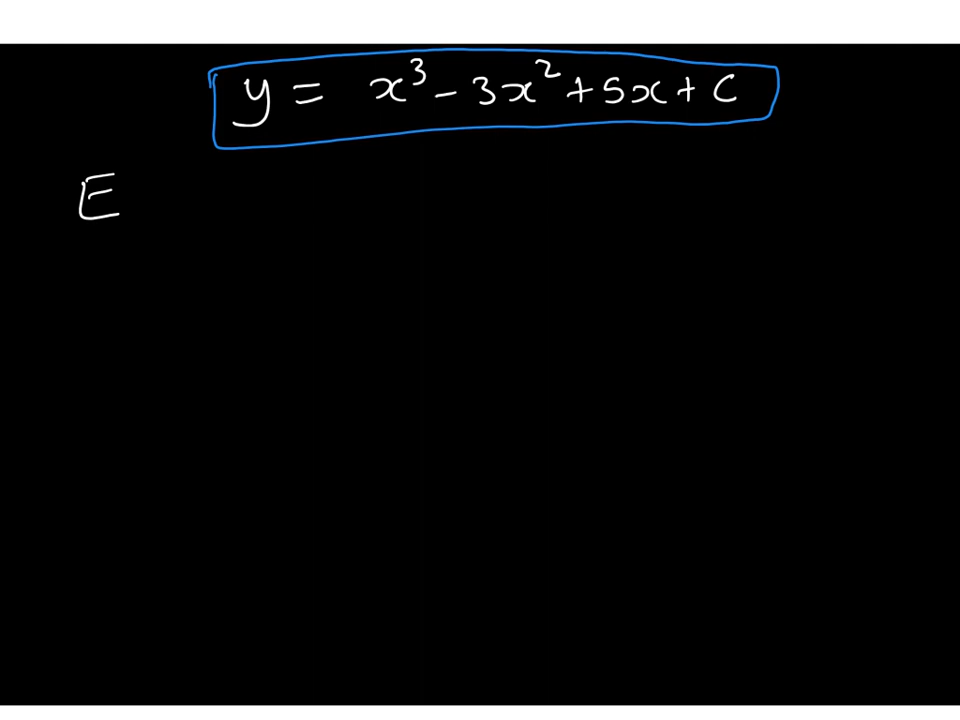 y = x³ - 3x² + 5x + C
E